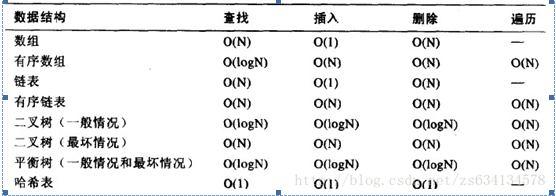 数据结构 查找 插入 删除 遍历
数组 O(N) O(1) O(N) —
有序数组 O(logN) O(N) O(N) O(N)
链表 O(N) O(1) O(N) —
有序链表 O(N) O(N) O(N) O(N)
二叉树（一般情况） O(logN) O(logN) O(logN) O(N)
二叉树（最坏情况） O(N) O(N) O(N) O(N)
平衡树（一般情况和最坏情况） O(logN) O(logN) O(logN) O(N)
哈希表 O(1) O(1) O(1) —
http://blog.csdn.net/zs634134578